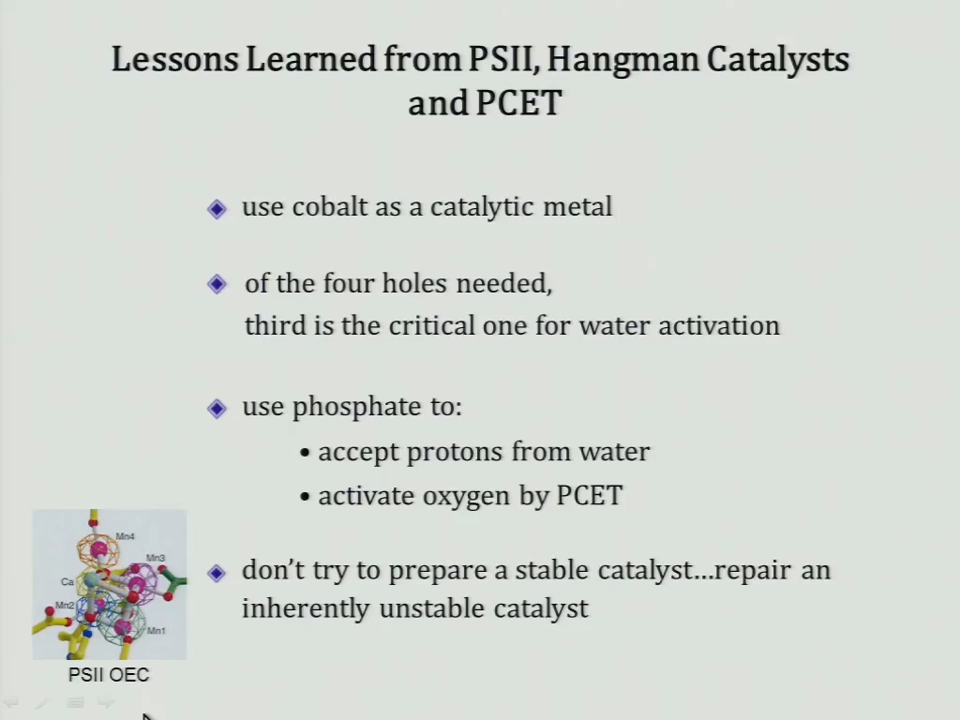 Lessons Learned from PSII, Hangman Catalysts
and PCET
use cobalt as a catalytic metal
of the four holes needed,
third is the critical one for water activation
use phosphate to:
• accept protons from water
• activate oxygen by PCET
don’t try to prepare a stable catalyst…repair an
inherently unstable catalyst
Mn4
Mn3
Ca
Mn2
Mn1
PSII OEC